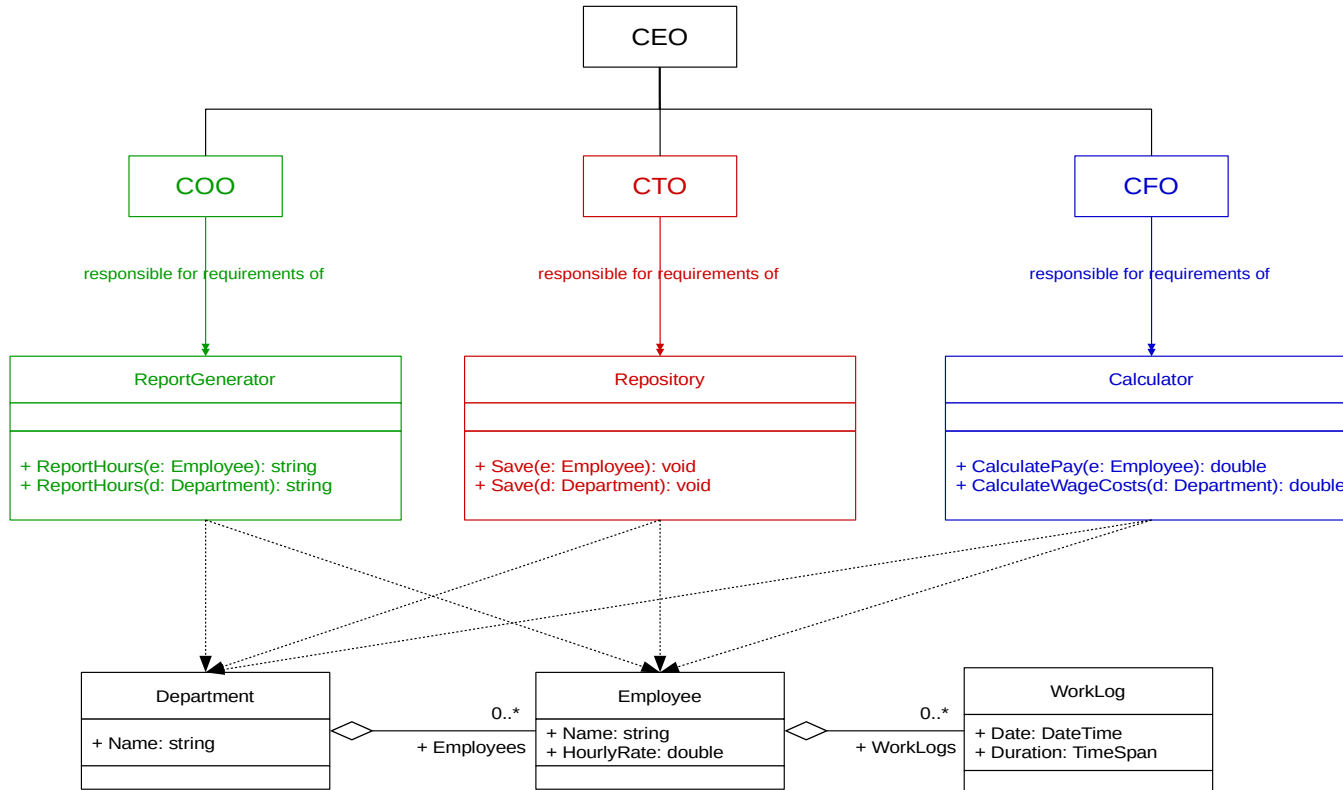 CEO
COO
CTO
CFO
responsible for requirements of
responsible for requirements of
responsible for requirements of
ReportGenerator
+ ReportHours(e: Employee): string
+ ReportHours(d: Department): string
Repository
+ Save(e: Employee): void
+ Save(d: Department): void
Calculator
+ CalculatePay(e: Employee): double
+ CalculateWageCosts(d: Department): double
Department
+ Name: string
0..*
+ Employees
Employee
+ Name: string
+ HourlyRate: double
0..*
+ WorkLogs
WorkLog
+ Date: DateTime
+ Duration: TimeSpan